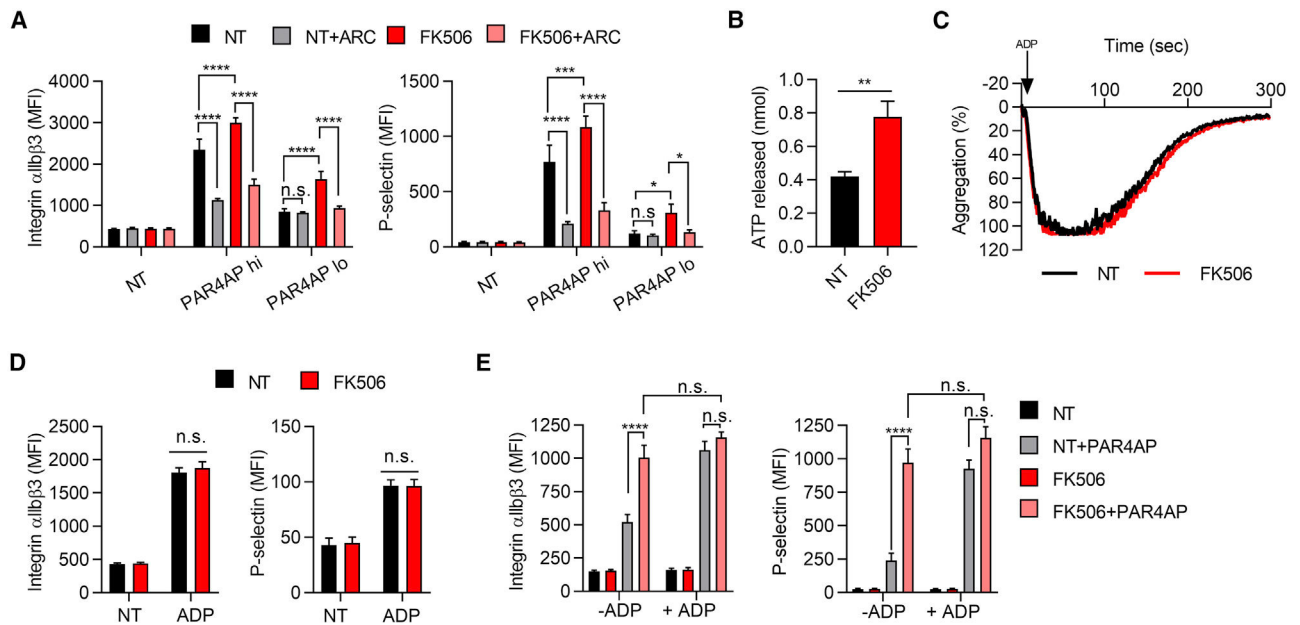 A
NT NT+ARC FK506 FK506+ARC
Integrin αIIbβ3 (MFI)
4000
3000
2000
1000
0
**** **** **** **** n.s. ****
NT PAR4AP hi PAR4AP lo
P-selectin (MFI)
1500
1000
500
0
*** **** **** * n.s *
NT PAR4AP hi PAR4AP lo
B
ATP released (nmol)
1.0
0.8
0.6
0.4
0.2
0.0
**
NT FK506
C
ADP
Time (sec)
100 200 300
Aggregation (%)
-20
0
20
40
60
80
100
120
NT FK506
D
NT FK506
Integrin αIIbβ3 (MFI)
2500
2000
1500
1000
500
0
n.s.
NT ADP
P-selectin (MFI)
150
100
50
0
n.s.
NT ADP
E
Integrin αIIbβ3 (MFI)
1250
1000
750
500
250
0
n.s.
**** n.s.
-ADP + ADP
P-selectin (MFI)
1250
1000
750
500
250
0
n.s.
**** n.s.
-ADP + ADP
NT
NT+PAR4AP
FK506
FK506+PAR4AP